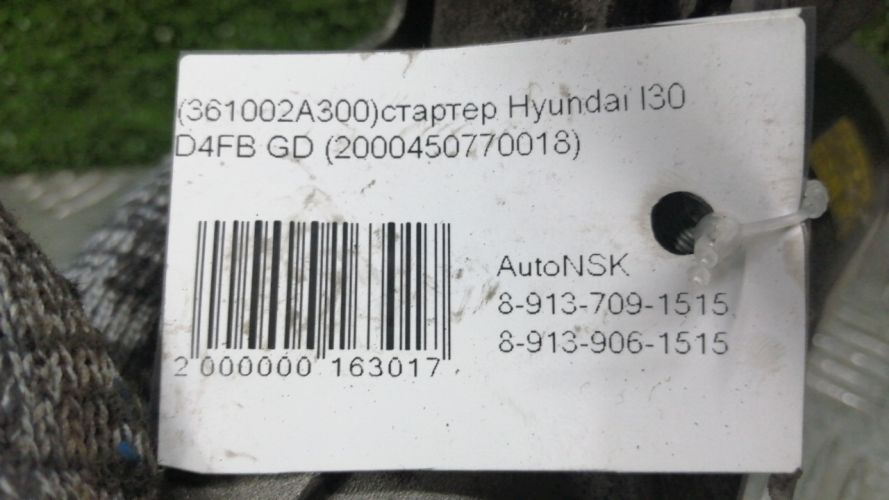 (361002A300)стартер Hyundai I30
D4FB GD (2000450770018)
AutoNSK
8-913-709-1515
8-913-906-1515
2 000000 163017